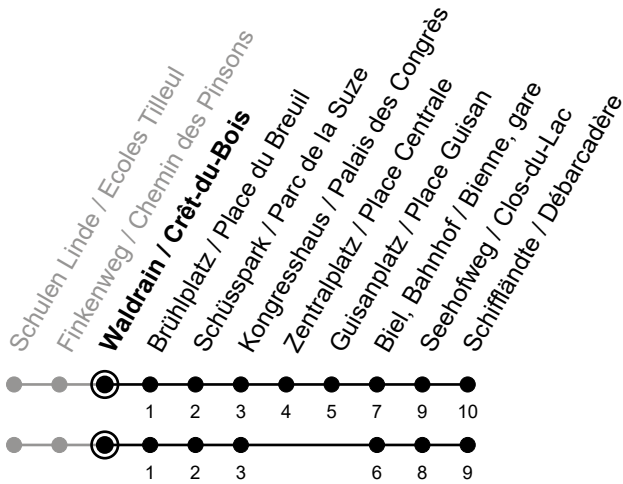 Schulen Linde / Ecoles Tilleul
Finkenweg / Chemin des Pinsons
Waldrain / Crêt-du-Bois
Brühlplatz / Place du Breuil
Schüsspark / Parc de la Suze
Kongresshaus / Palais des Congrès
Zentralplatz / Place Centrale
Guisanplatz / Place Guisan
Biel, Bahnhof / Bienne, gare
Seehofweg / Clos-du-Lac
Schiffländte / Débarcadère
1 2 3 4 5 7 9 10
1 2 3 6 8 9